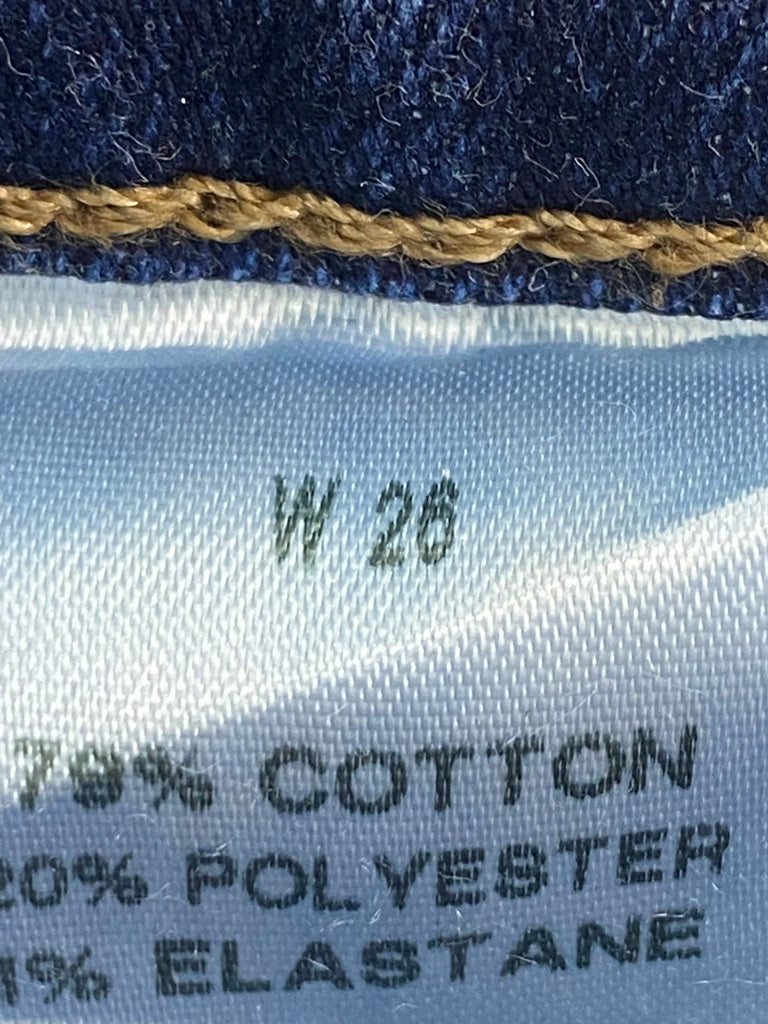 W 26
79% COTTON
20% POLYESTER
1% ELASTANE